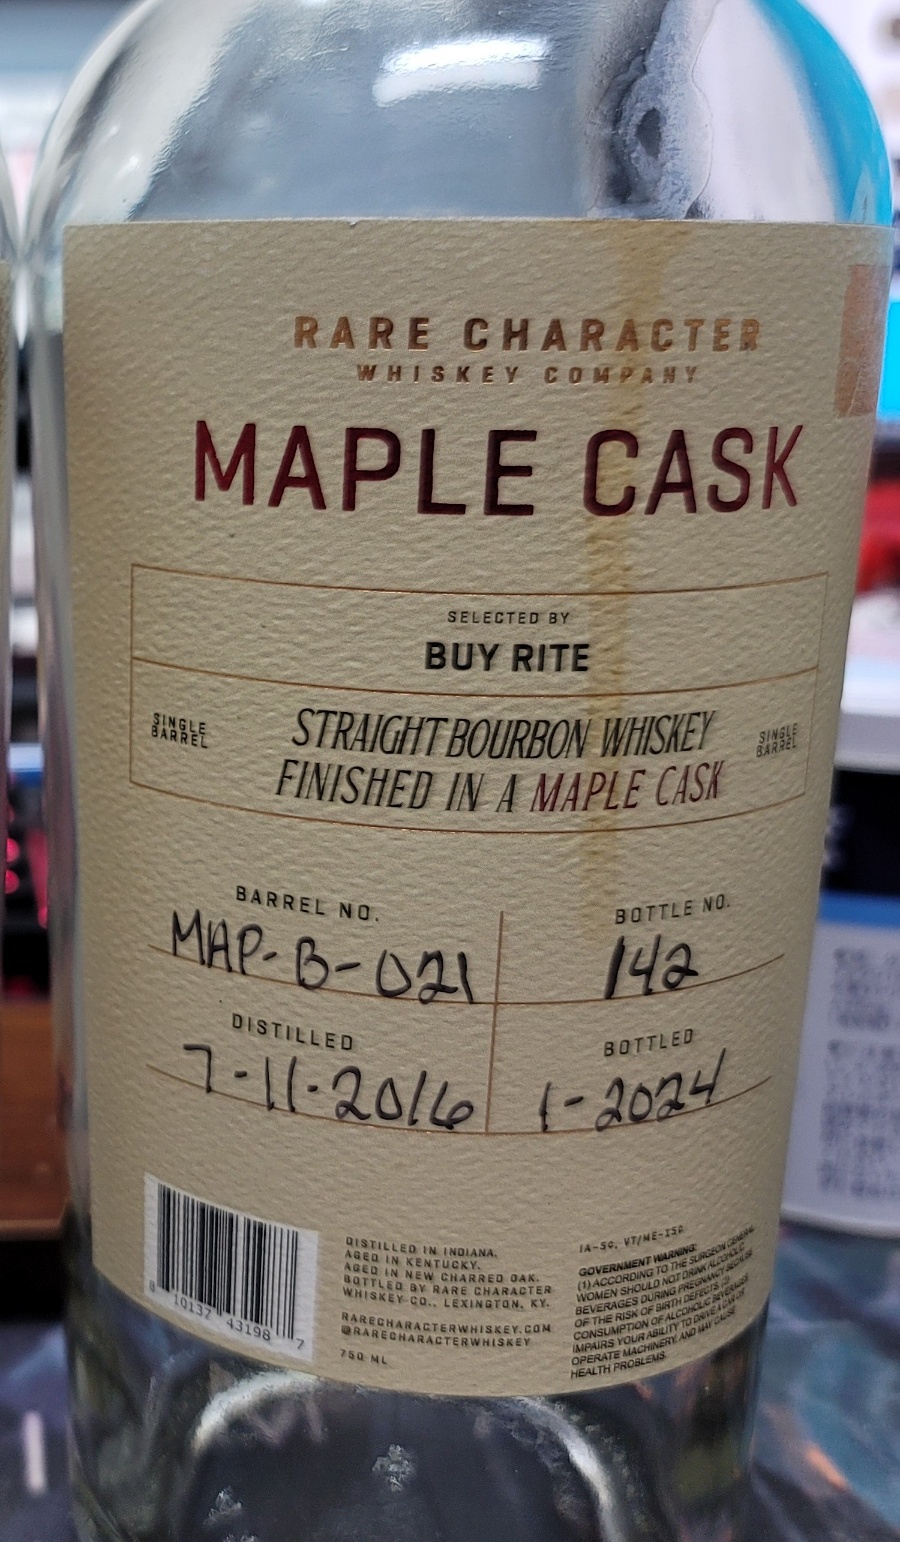 RARE CHARACTER
WHISKEY COMPANY
MAPLE CASK
SELECTED BY
BUY RITE
SINGLE
BARREL
STRAIGHT BOURBON WHISKEY
FINISHED IN A MAPLE CASK
SINGLE
BARREL
BARREL NO.
MAP-B-021
BOTTLE NO.
142
DISTILLED
7-11-2016
BOTTLED
1-2024
8 10137 43198 7
DISTILLED IN INDIANA.
AGED IN KENTUCKY.
AGED IN NEW CHARRED OAK.
BOTTLED BY RARE CHARACTER
WHISKEY CO., LEXINGTON, KY.
RARECHARACTERWHISKEY.COM
@RARECHARACTERWHISKEY
750 ML
IA-5¢, VT/ME-15¢
GOVERNMENT WARNING:
(1) ACCORDING TO THE SURGEON GENERAL,
WOMEN SHOULD NOT DRINK ALCOHOLIC
BEVERAGES DURING PREGNANCY BECAUSE
OF THE RISK OF BIRTH DEFECTS. (2)
CONSUMPTION OF ALCOHOLIC BEVERAGES
IMPAIRS YOUR ABILITY TO DRIVE A CAR OR
OPERATE MACHINERY, AND MAY CAUSE
HEALTH PROBLEMS.